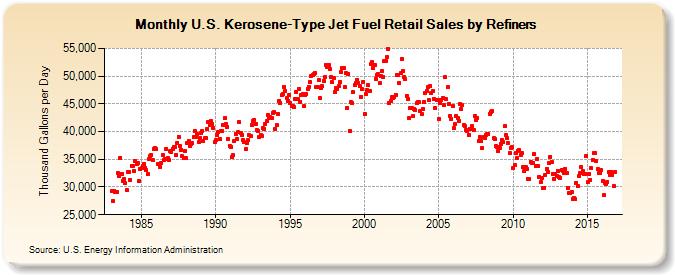 Monthly U.S. Kerosene-Type Jet Fuel Retail Sales by Refiners
Thousand Gallons per Day
55,000
50,000
45,000
40,000
35,000
30,000
25,000
1985 1990 1995 2000 2005 2010 2015
Source: U.S. Energy Information Administration